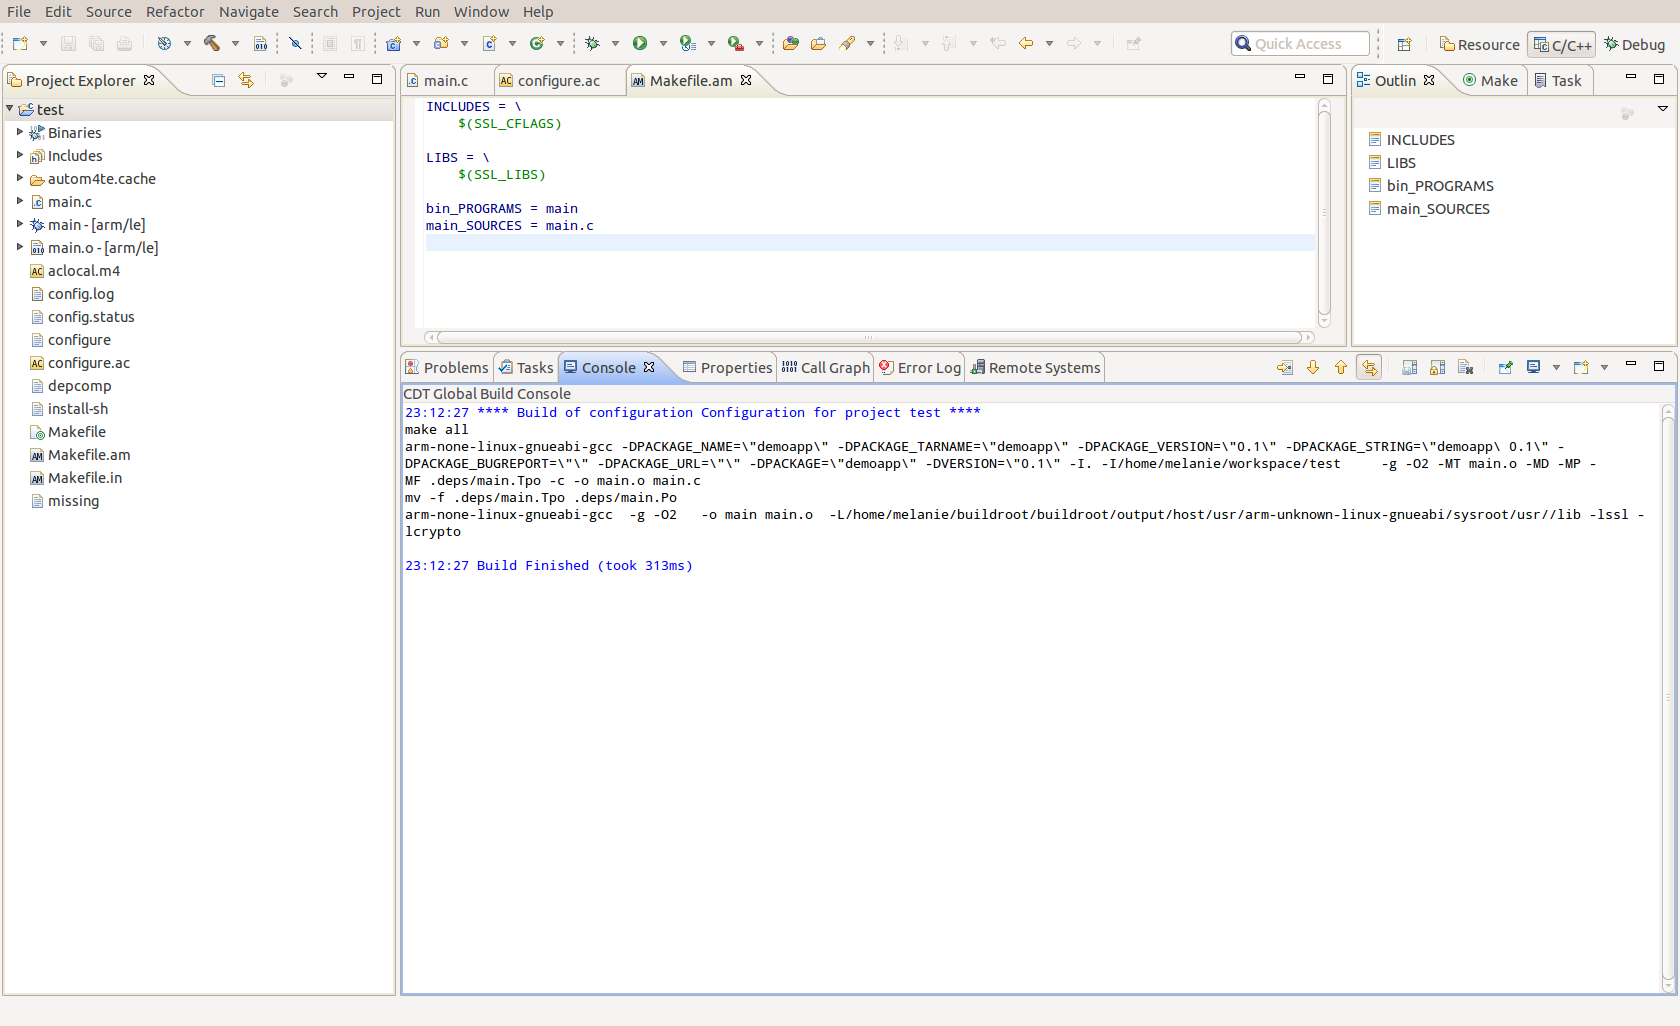 File Edit Source Refactor Navigate Search Project Run Window Help
Quick Access
Resource C/C++ Debug
Project Explorer
test
Binaries
Includes
autom4te.cache
main.c
main - [arm/le]
main.o - [arm/le]
aclocal.m4
config.log
config.status
configure
configure.ac
depcomp
install-sh
Makefile
Makefile.am
Makefile.in
missing
main.c configure.ac Makefile.am
INCLUDES = \
$(SSL_CFLAGS)
LIBS = \
$(SSL_LIBS)
bin_PROGRAMS = main
main_SOURCES = main.c
Outlin Make Task
INCLUDES
LIBS
bin_PROGRAMS
main_SOURCES
Problems Tasks Console Properties Call Graph Error Log Remote Systems
CDT Global Build Console
23:12:27 **** Build of configuration Configuration for project test ****
make all
arm-none-linux-gnueabi-gcc -DPACKAGE_NAME=\"demoapp\" -DPACKAGE_TARNAME=\"demoapp\" -DPACKAGE_VERSION=\"0.1\" -DPACKAGE_STRING=\"demoapp\ 0.1\" -
DPACKAGE_BUGREPORT=\"\" -DPACKAGE_URL=\"\" -DPACKAGE=\"demoapp\" -DVERSION=\"0.1\" -I. -I/home/melanie/workspace/test     -g -O2 -MT main.o -MD -MP -
MF .deps/main.Tpo -c -o main.o main.c
mv -f .deps/main.Tpo .deps/main.Po
arm-none-linux-gnueabi-gcc  -g -O2   -o main main.o  -L/home/melanie/buildroot/buildroot/output/host/usr/arm-unknown-linux-gnueabi/sysroot/usr//lib -lssl -
lcrypto
23:12:27 Build Finished (took 313ms)